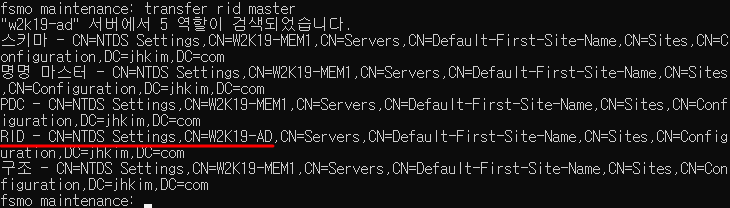 fsmo maintenance: transfer rid master
"w2k19-ad" 서버에서 5 역할이 검색되었습니다.
스키마 - CN=NTDS Settings,CN=W2K19-MEM1,CN=Servers,CN=Default-First-Site-Name,CN=Sites,CN=C
onfiguration,DC=jhkim,DC=com
명명 마스터 - CN=NTDS Settings,CN=W2K19-MEM1,CN=Servers,CN=Default-First-Site-Name,CN=Sites
,CN=Configuration,DC=jhkim,DC=com
PDC - CN=NTDS Settings,CN=W2K19-MEM1,CN=Servers,CN=Default-First-Site-Name,CN=Sites,CN=Conf
iguration,DC=jhkim,DC=com
RID - CN=NTDS Settings,CN=W2K19-AD,CN=Servers,CN=Default-First-Site-Name,CN=Sites,CN=Config
uration,DC=jhkim,DC=com
구조 - CN=NTDS Settings,CN=W2K19-MEM1,CN=Servers,CN=Default-First-Site-Name,CN=Sites,CN=Con
figuration,DC=jhkim,DC=com
fsmo maintenance: